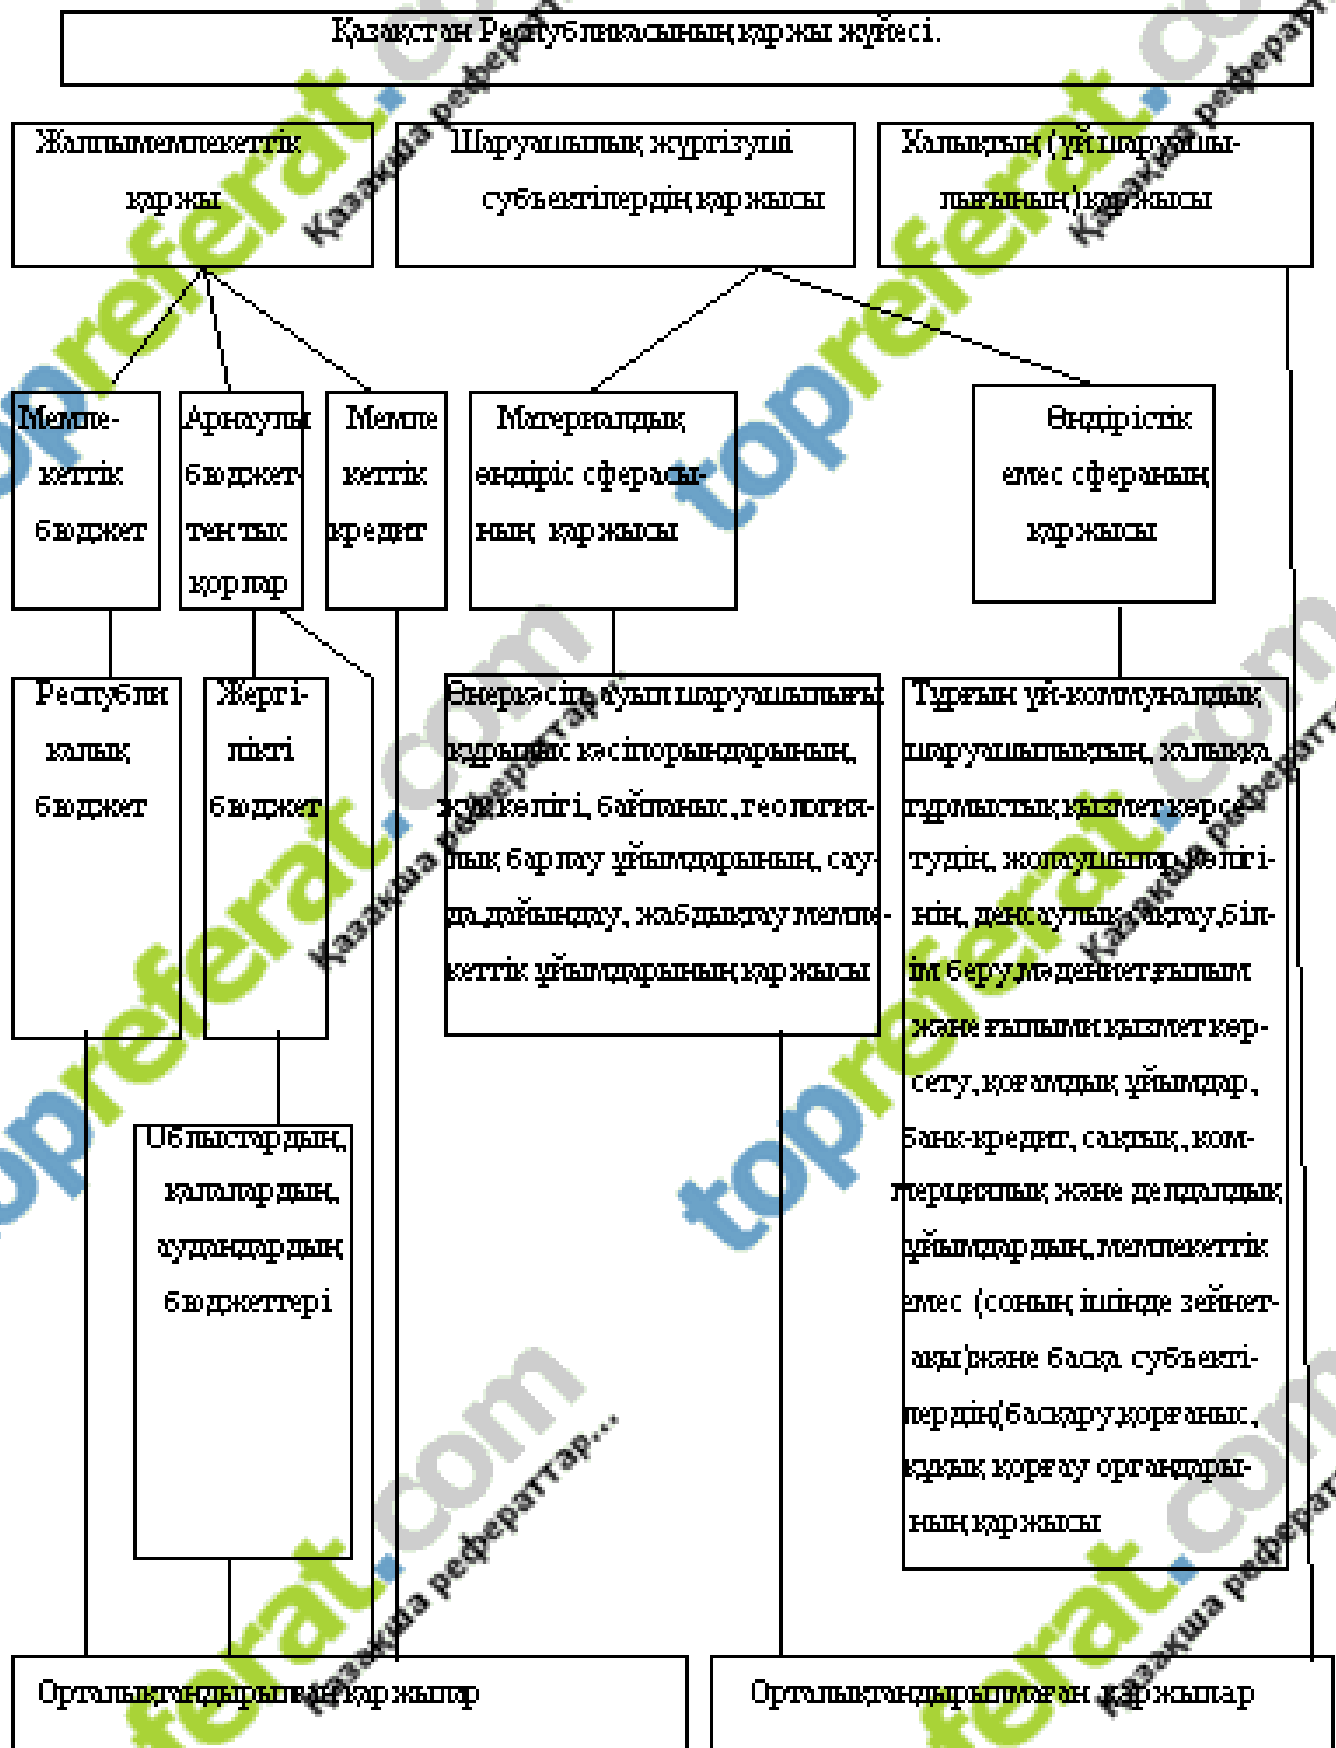 Қазақстан Республикасының қаржы жүйесі.
Жалпымемлекеттік
қаржы
Шаруашылық жүргізуші
субъектілердің қаржысы
Халықтың (үй шаруашы-
лығының) қаржысы
Мемле-
кеттік
бюджет
Арнаулы
бюджет-
тен тыс
қорлар
Мемле
кеттік
кредит
Материалдық
өндіріс сферасы-
ның қаржысы
Өндірістік
емес сфераның
қаржысы
Республи
калық
бюджет
Жергі-
лікті
бюджет
Өнеркәсіп ауыл шаруашылығы
құрылыс кәсіпорындарының,
жүк көлігі, байланыс, геология-
лық барлау ұйымдарының, сау-
да,дайындау, жабдықтау мемле-
кеттік ұйымдарының қаржысы
Тұрғын үй-коммуналдық
шаруашылықтың, халыққа
тұрмыстық қызмет көрсе-
тудің, жолаушылар көлігі-
нің, денсаулық сақтау,біл-
ім беру,мәдениет,ғылым
және ғылыми қызмет көр-
сету, қоғамдық ұйымдар,
банк-кредит, сақтық, ком-
мерциялық және делдалдық
ұйымдардың, мемлекеттік
емес (соның ішінде зейнет-
ақы)және басқа субъекті-
лердің(басқару,қорғаныс,
құқық қорғау органдары-
ның қаржысы
Облыстардың,
қалалардың,
аудандардың
бюджеттері
Орталықтандырылған қаржылар
Орталықтандырылмаған қаржылар
topreferat.com
Қазақша рефераттар...